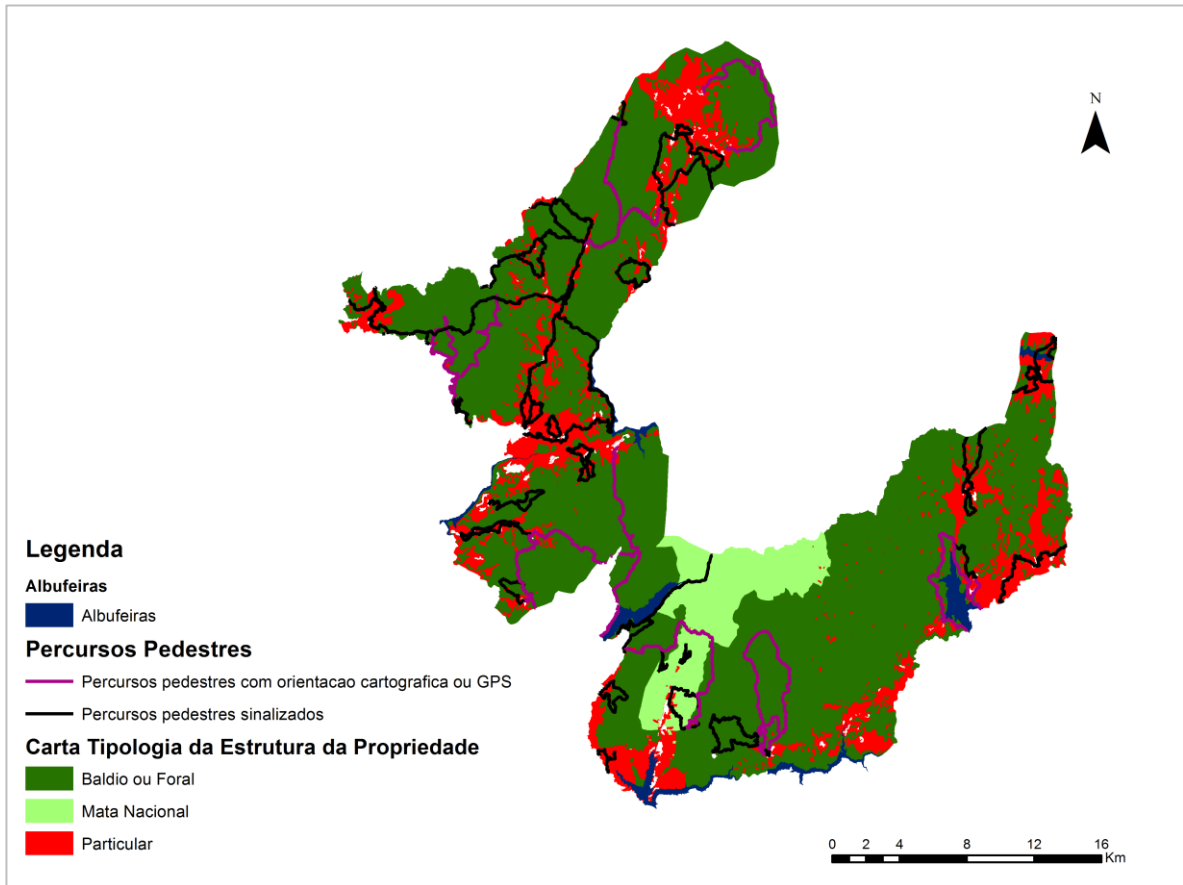 N
Legenda
Albufeiras
Albufeiras
Percursos Pedestres
Percursos pedestres com orientacao cartografica ou GPS
Percursos pedestres sinalizados
Carta Tipologia da Estrutura da Propriedade
Baldio ou Foral
Mata Nacional
Particular
0 2 4 8 12 16
Km